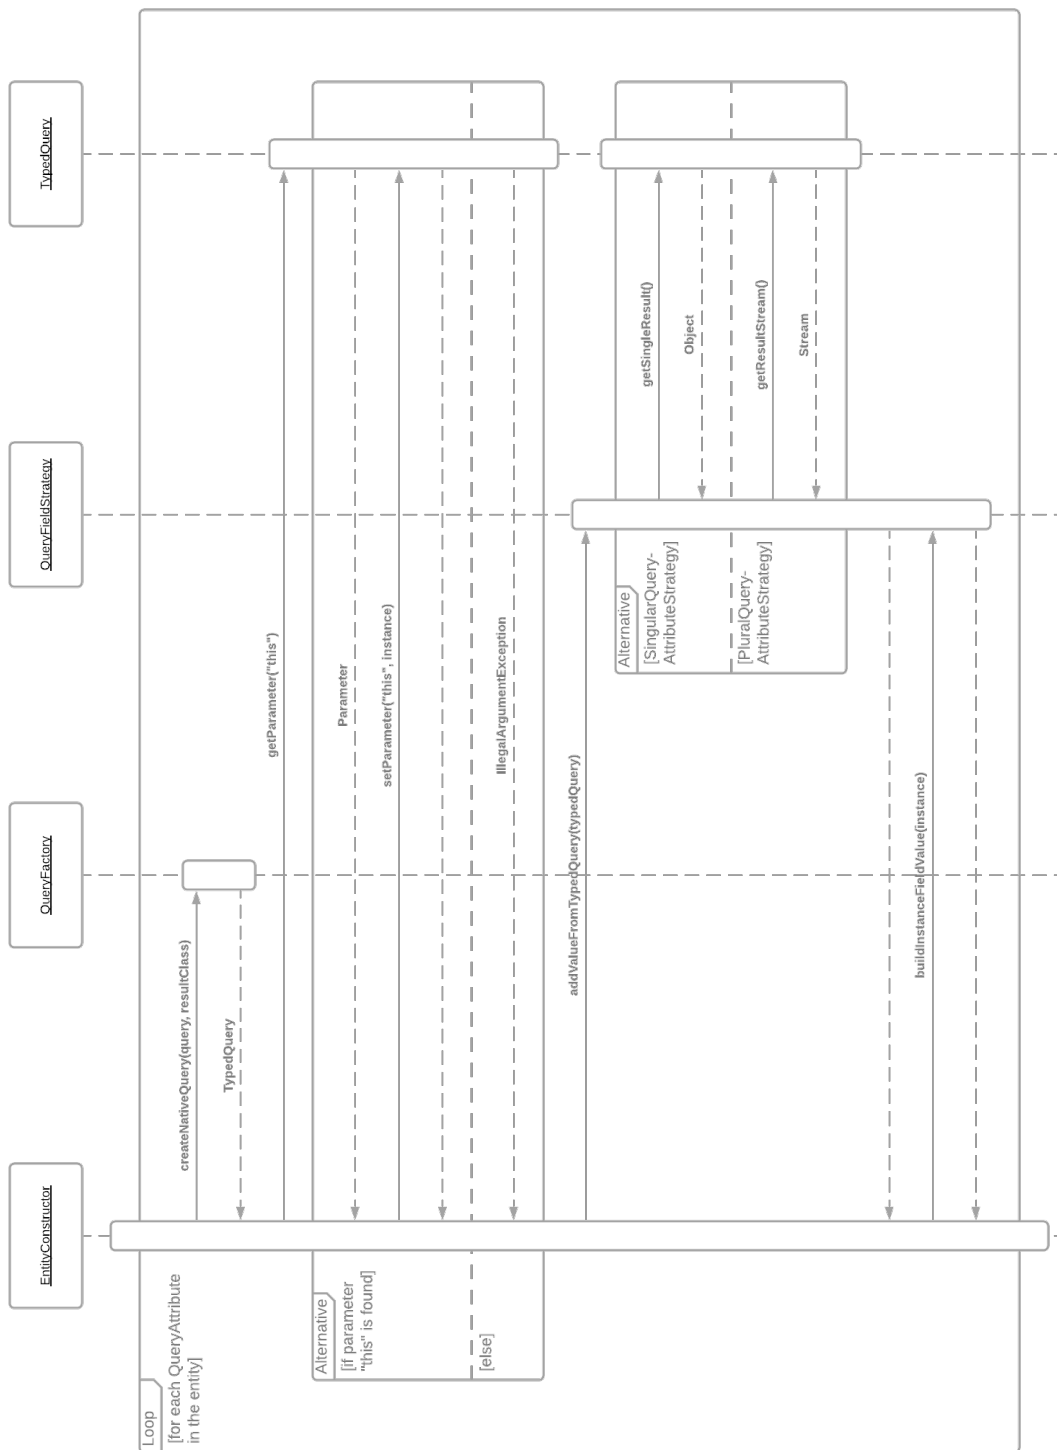 EntityConstructor
QueryFactory
QueryFieldStrategy
TypedQuery
Loop
[for each QueryAttribute
in the entity]
createNativeQuery(query, resultClass)
TypedQuery
getParameter("this")
Alternative
[if parameter
"this" is found]
Parameter
setParameter("this", instance)
[else]
IllegalArgumentException
addValueFromTypedQuery(typedQuery)
Alternative
[SingularQuery-
AttributeStrategy]
getSingleResult()
Object
[PluralQuery-
AttributeStrategy]
getResultStream()
Stream
buildInstanceFieldValue(instance)